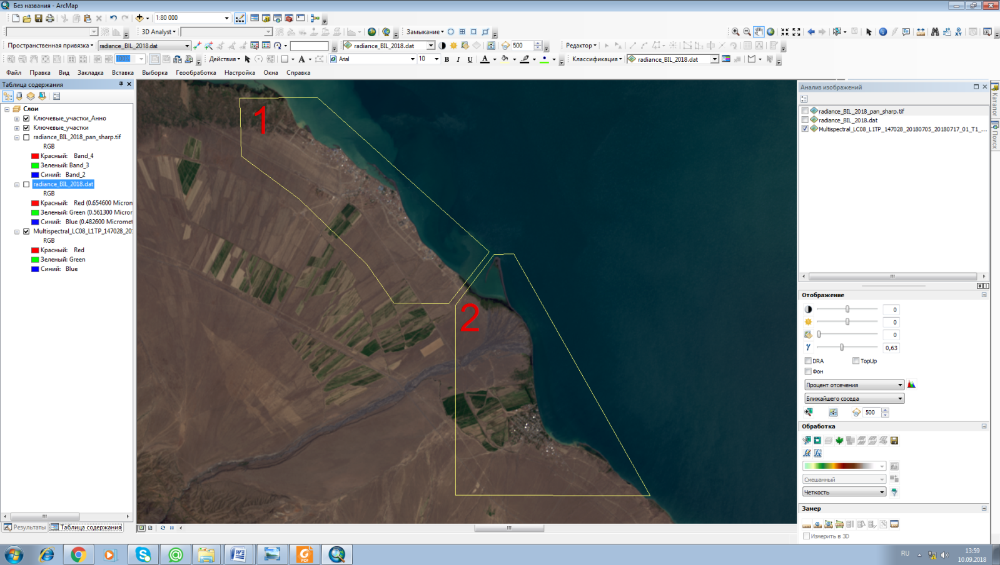 Без названия - ArcMap
1:80 000
3D Analyst
Замыкание
Пространственная привязка
radiance_BIL_2018.dat
radiance_BIL_2018.dat
500
Редактор
100%
Действия
Arial
10
B I U A
Классификация
radiance_BIL_2018.dat
Файл Правка Вид Закладка Вставка Выборка Геообработка Настройка Окна Справка
Таблица содержания
Слои
Ключевые_участки_Анно
Ключевые_участки
radiance_BIL_2018_pan_sharp.tif
RGB
Красный: Band_4
Зеленый: Band_3
Синий: Band_2
radiance_BIL_2018.dat
RGB
Красный: Red (0.654600 Micron
Зеленый: Green (0.561300 Micron
Синий: Blue (0.482600 Micromet
Multispectral_LC08_L1TP_147028_20
RGB
Красный: Red
Зеленый: Green
Синий: Blue
Результаты
Таблица содержания
1
2
Анализ изображений
radiance_BIL_2018_pan_sharp.tif
radiance_BIL_2018.dat
Multispectral_LC08_L1TP_147028_20180705_20180717_01_T1_...
Каталог
Поиск
Отображение
0
0
0
γ 0,63
DRA
TopUp
Фон
Процент отсечения
Ближайшего соседа
500
Обработка
Смешанный
Четкость
Замер
Измерить в 3D
RU
13:59
10.09.2018